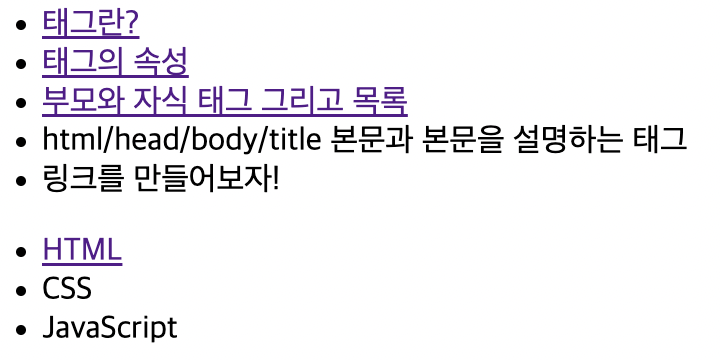 태그란?
태그의 속성
부모와 자식 태그 그리고 목록
html/head/body/title 본문과 본문을 설명하는 태그
링크를 만들어보자!
HTML
CSS
JavaScript